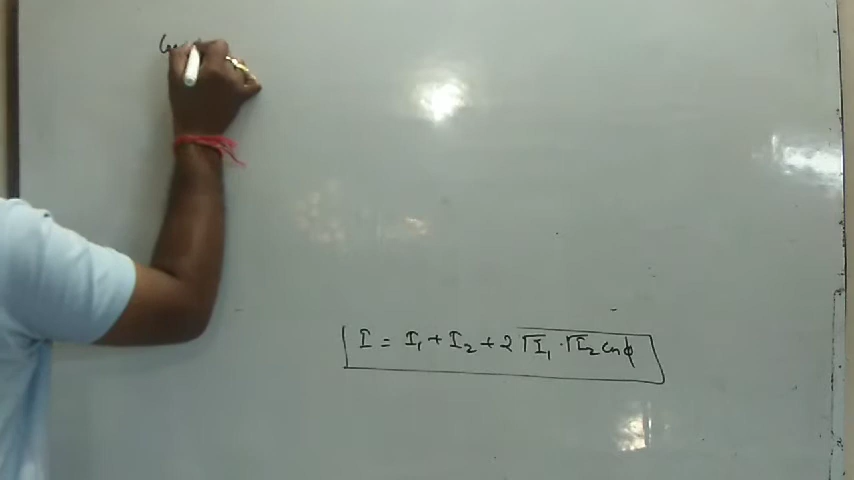 I = I₁ + I₂ + 2 √I₁ . √I₂ cos φ